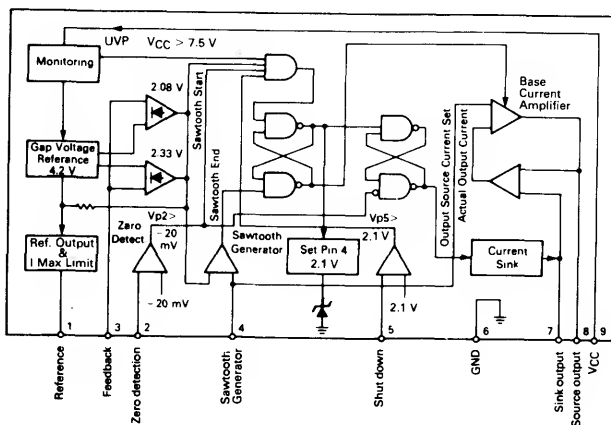 UVP
VCC > 7.5 V
Monitoring
2.08 V
Sawtooth Start
Base
Current
Amplifier
Gap Voltage
Referance
4.2 V
2.33 V
Sawtooth End
Output Source Current Set
Actual Output Current
Zero
Detect
Vp2>
-20
mV
Sawtooth
Generator
Vp5>
2.1 V
Ref. Output
&
I Max Limit
Set Pin 4
2.1 V
Current
Sink
-20 mV
2.1 V
1
3
2
4
5
6
7
8
9
Reference
Feedback
Zero detection
Sawtooth
Generator
Shut down
GND
Sink output
Source output
VCC